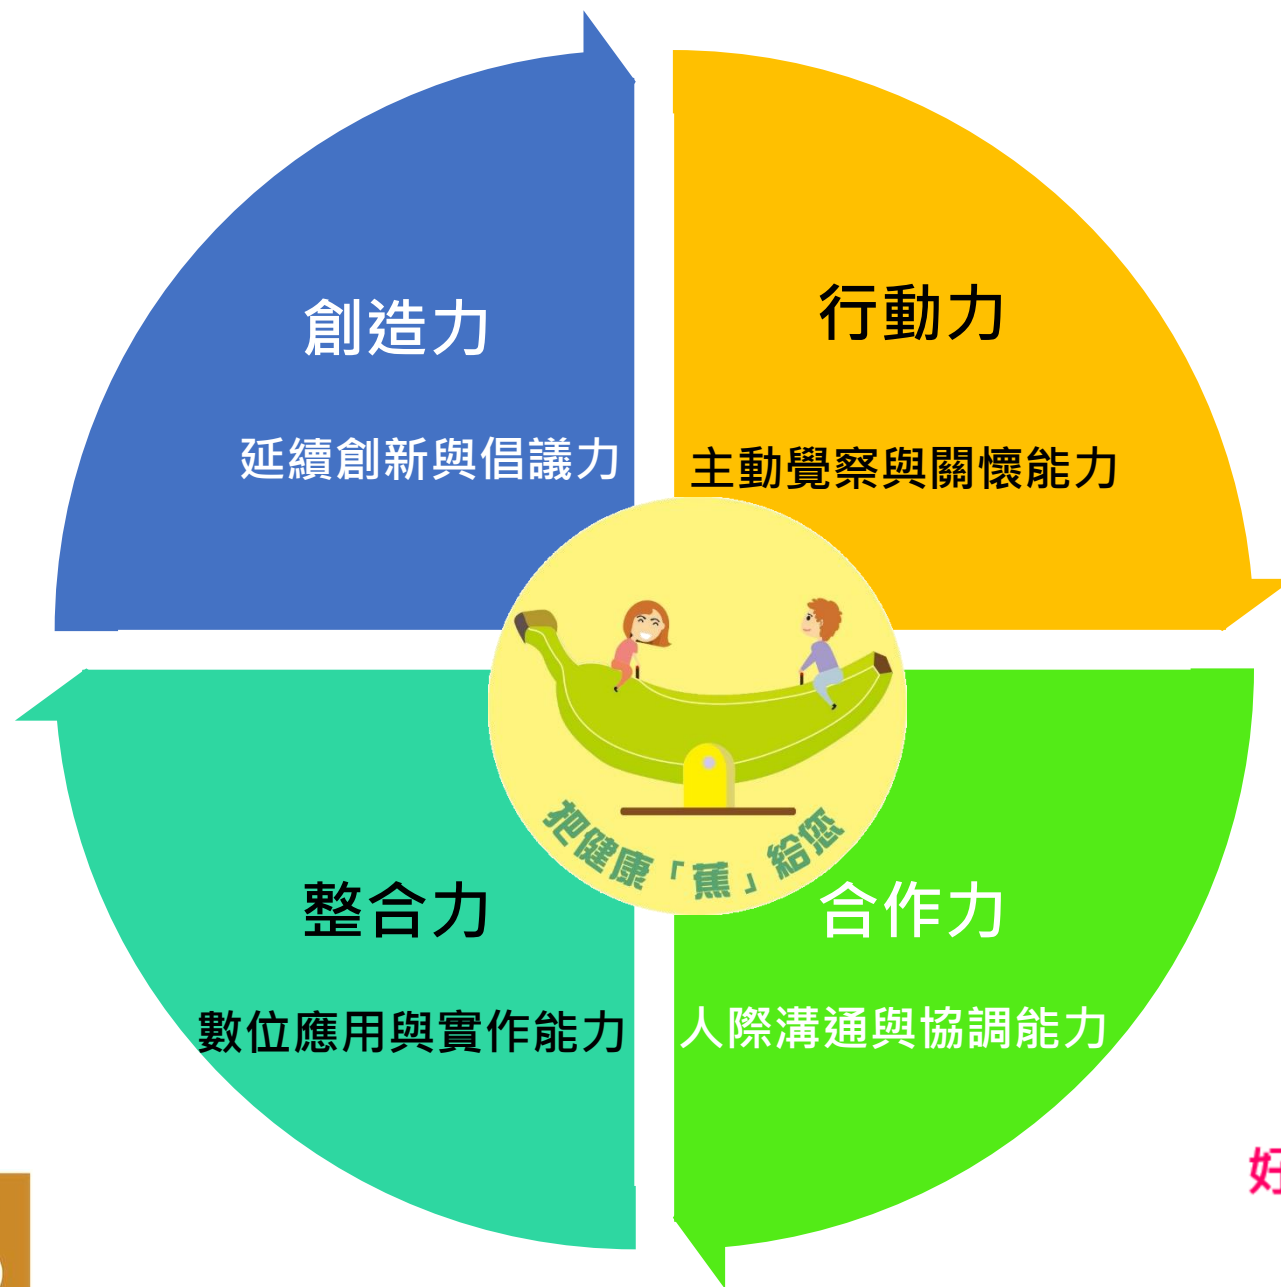 創造力
延續創新與倡議力
行動力
主動覺察與關懷能力
把健康「蕉」給您
整合力
數位應用與實作能力
合作力
人際溝通與協調能力
好